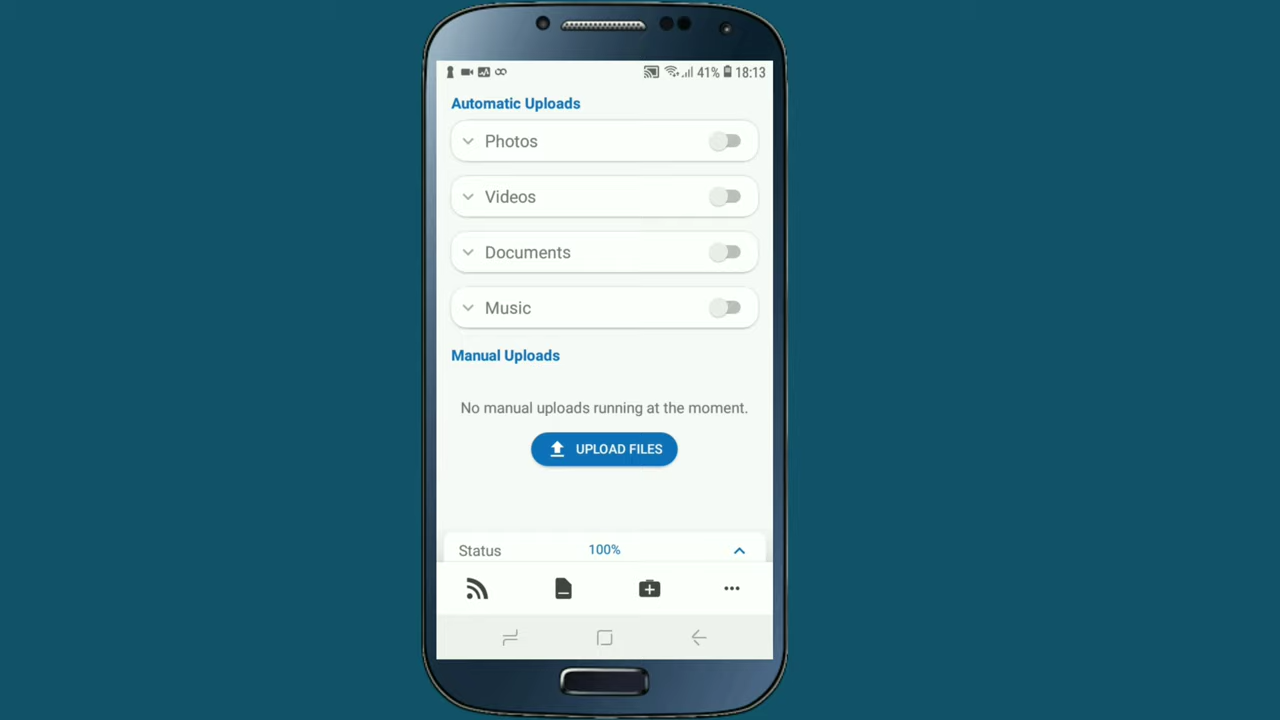 41% 18:13
Automatic Uploads
Photos
Videos
Documents
Music
Manual Uploads
No manual uploads running at the moment.
UPLOAD FILES
Status 100%